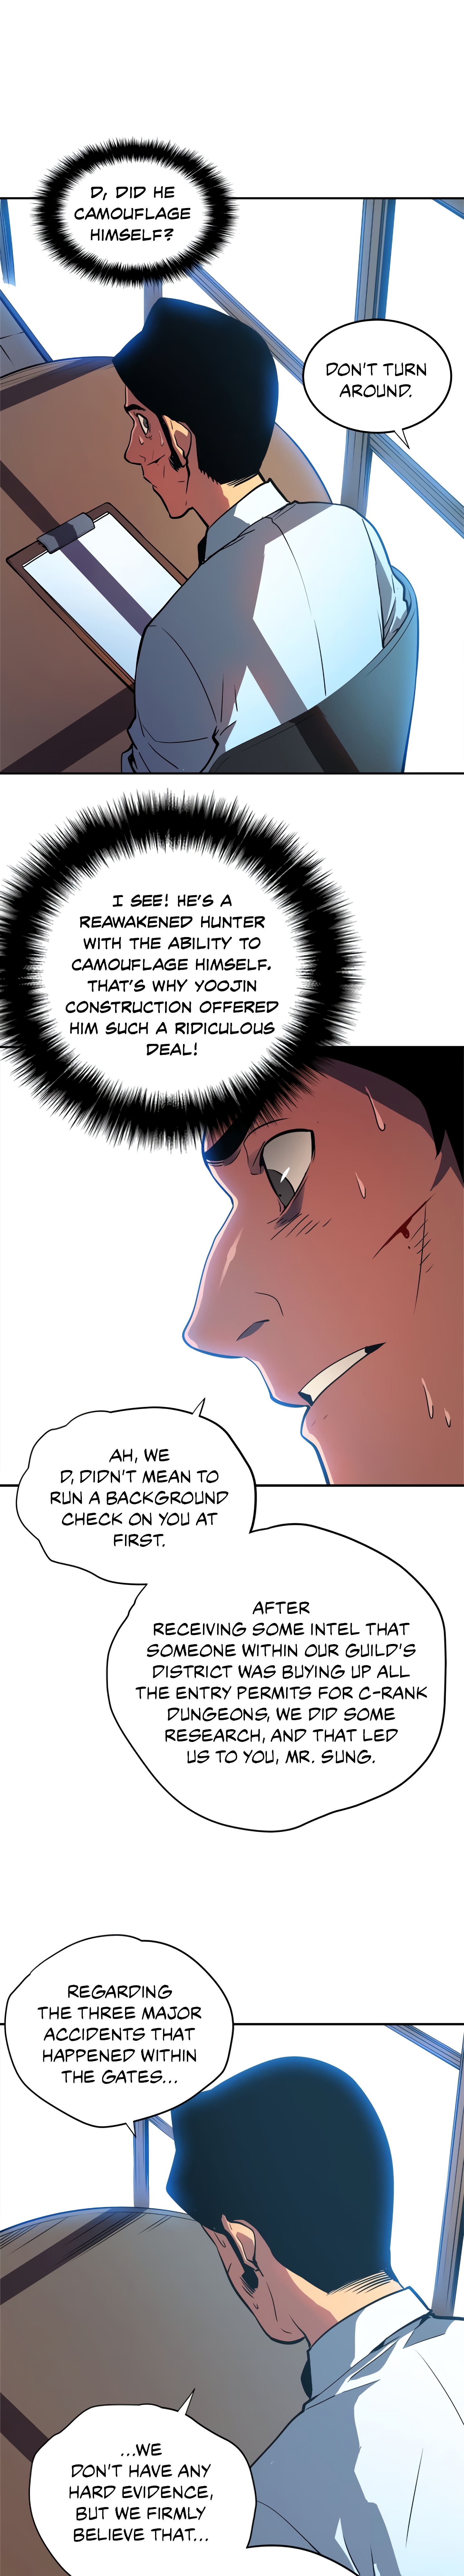 D, DID HE
CAMOUFLAGE
HIMSELF?
DON'T TURN
AROUND.
I SEE! HE'S A
REAWAKENED HUNTER
WITH THE ABILITY TO
CAMOUFLAGE HIMSELF.
THAT'S WHY YOOJIN
CONSTRUCTION OFFERED
HIM SUCH A RIDICULOUS
DEAL!
AH, WE
D, DIDN'T MEAN TO
RUN A BACKGROUND
CHECK ON YOU AT
FIRST.
AFTER
RECEIVING SOME INTEL THAT
SOMEONE WITHIN OUR GUILD'S
DISTRICT WAS BUYING UP ALL
THE ENTRY PERMITS FOR C-RANK
DUNGEONS, WE DID SOME
RESEARCH, AND THAT LED
US TO YOU, MR. SUNG.
REGARDING
THE THREE MAJOR
ACCIDENTS THAT
HAPPENED WITHIN
THE GATES...
...WE
DON'T HAVE ANY
HARD EVIDENCE,
BUT WE FIRMLY
BELIEVE THAT...